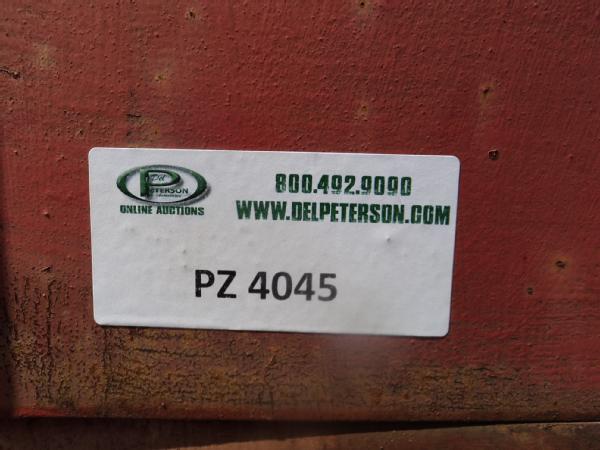 Del
PETERSON
ONLINE AUCTIONS
800.492.9090
WWW.DELPETERSON.COM
PZ 4045